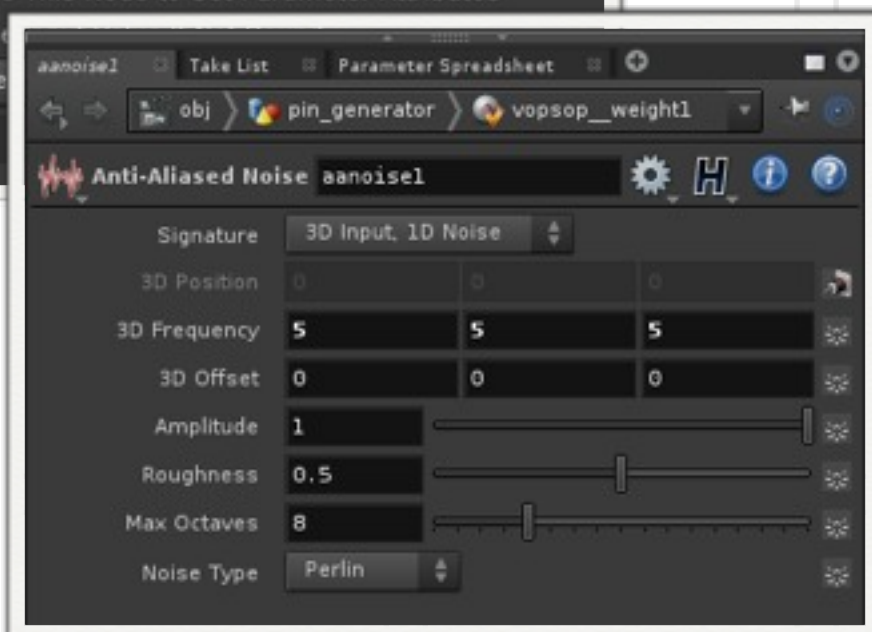 aanoise1 Take List Parameter Spreadsheet
obj pin_generator vopsop__weight1
Anti-Aliased Noise aanoise1
Signature 3D Input, 1D Noise
3D Position 0 0 0
3D Frequency 5 5 5
3D Offset 0 0 0
Amplitude 1
Roughness 0.5
Max Octaves 8
Noise Type Perlin